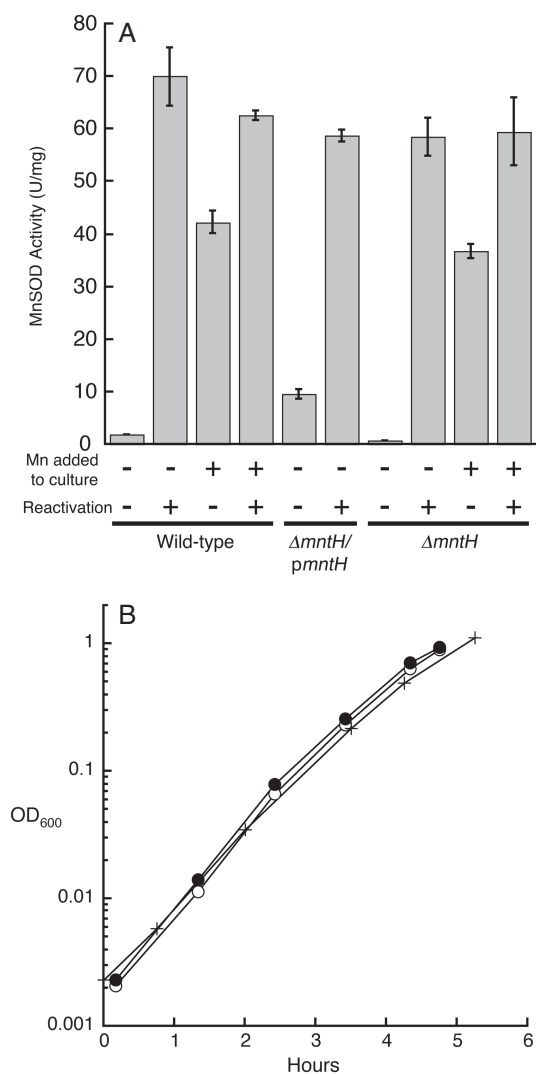 A
80
70
60
50
40
30
20
10
0
MnSOD Activity (U/mg)
Mn added
to culture
- - + + - - - - + +
Reactivation
- + - + - + - + - +
Wild-type
ΔmntH/
pmntH
ΔmntH
B
1
0.1
0.01
0.001
OD600
0 1 2 3 4 5 6
Hours